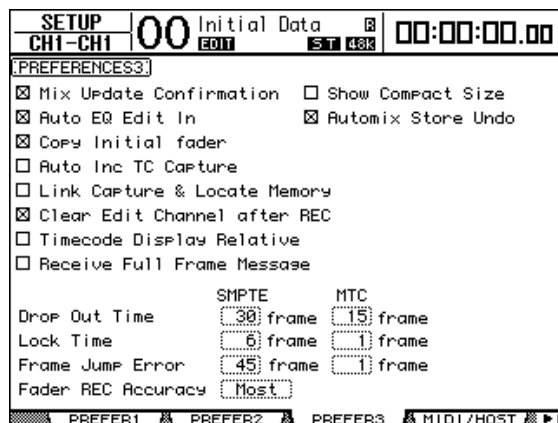 SETUP
CH1-CH1
00 Initial Data R
EDIT ST 48k
00:00:00.00
PREFERENCES3
Mix Update Confirmation
Show Compact Size
Auto EQ Edit In
Automix Store Undo
Copy Initial fader
Auto Inc TC Capture
Link Capture & Locate Memory
Clear Edit Channel after REC
Timecode Display Relative
Receive Full Frame Message
SMPTE MTC
Drop Out Time 30 frame 15 frame
Lock Time 6 frame 1 frame
Frame Jump Error 45 frame 1 frame
Fader REC Accuracy Most
PREFER1 PREFER2 PREFER3 MIDI/HOST